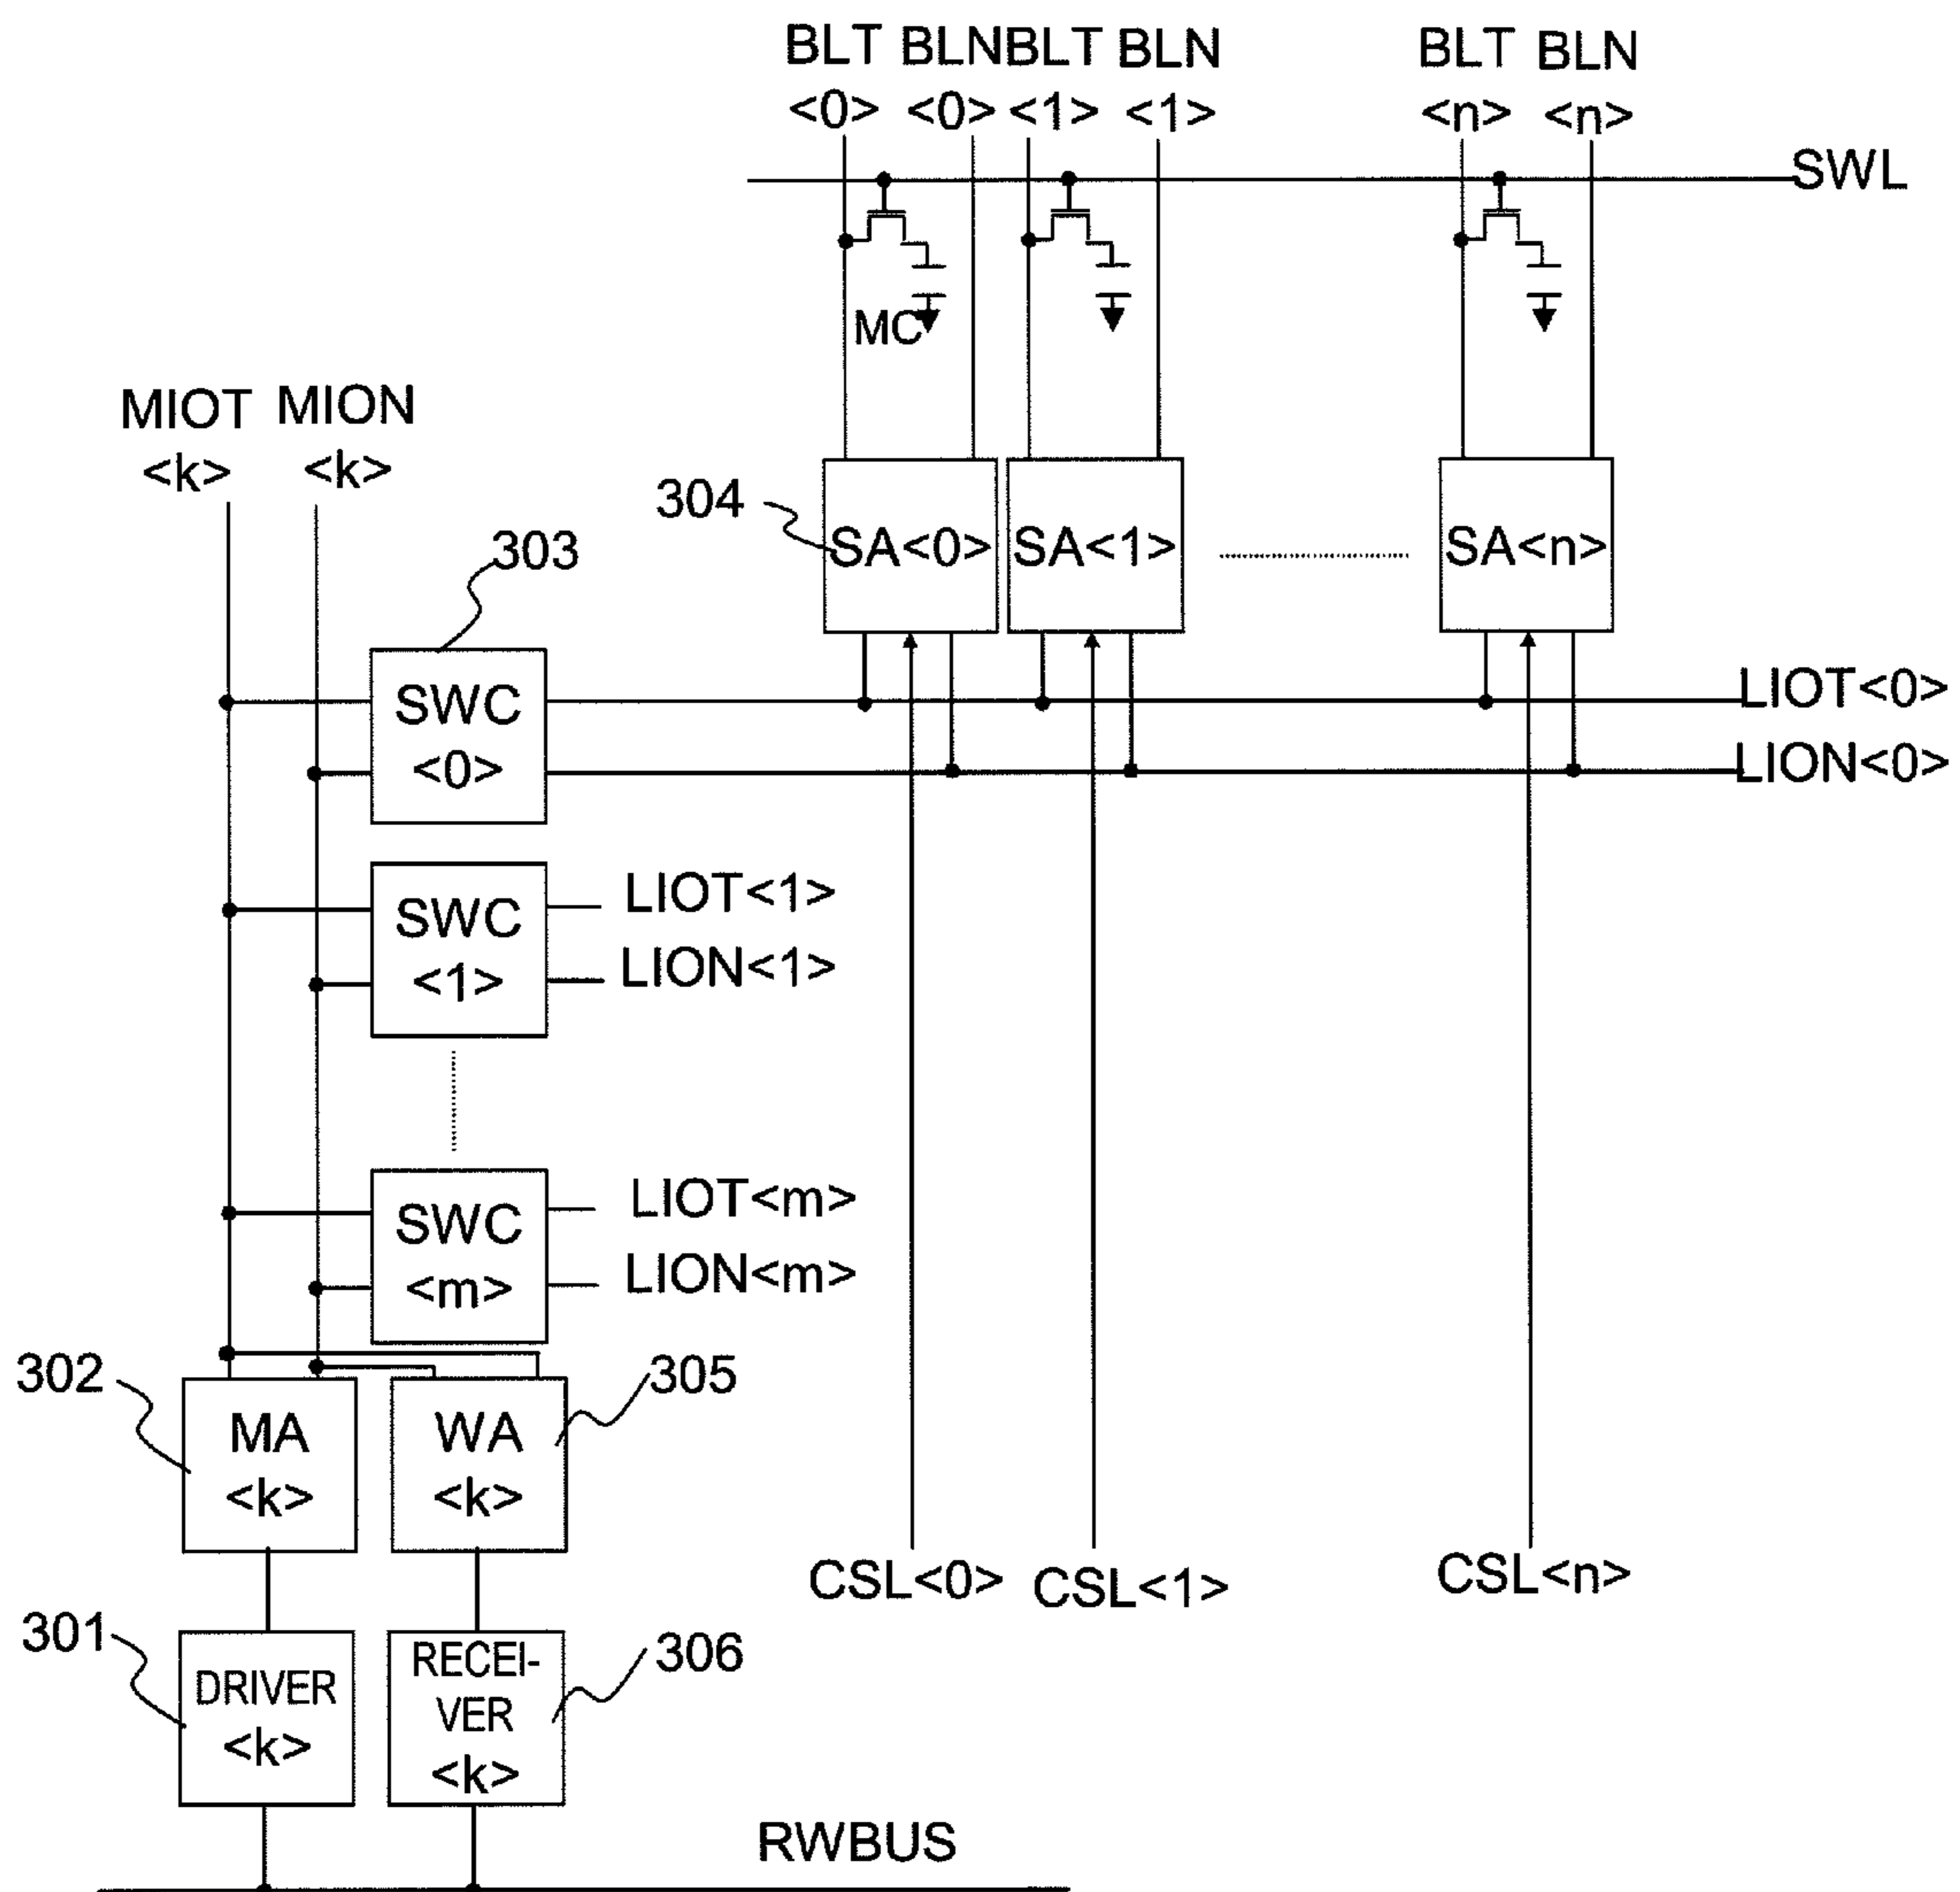 BLT BLN BLT BLN BLT BLN
<0> <0> <1> <1> <n> <n>
SWL
MC
MIOT MION
<k> <k>
304
SA<0> SA<1> SA<n>
303
SWC
<0>
LIOT<0>
LION<0>
SWC
<1>
LIOT<1>
LION<1>
SWC
<m>
LIOT<m>
LION<m>
302
305
MA
<k>
WA
<k>
CSL<0> CSL<1> CSL<n>
301
DRIVER
<k>
RECEI-
VER
<k>
306
RWBUS